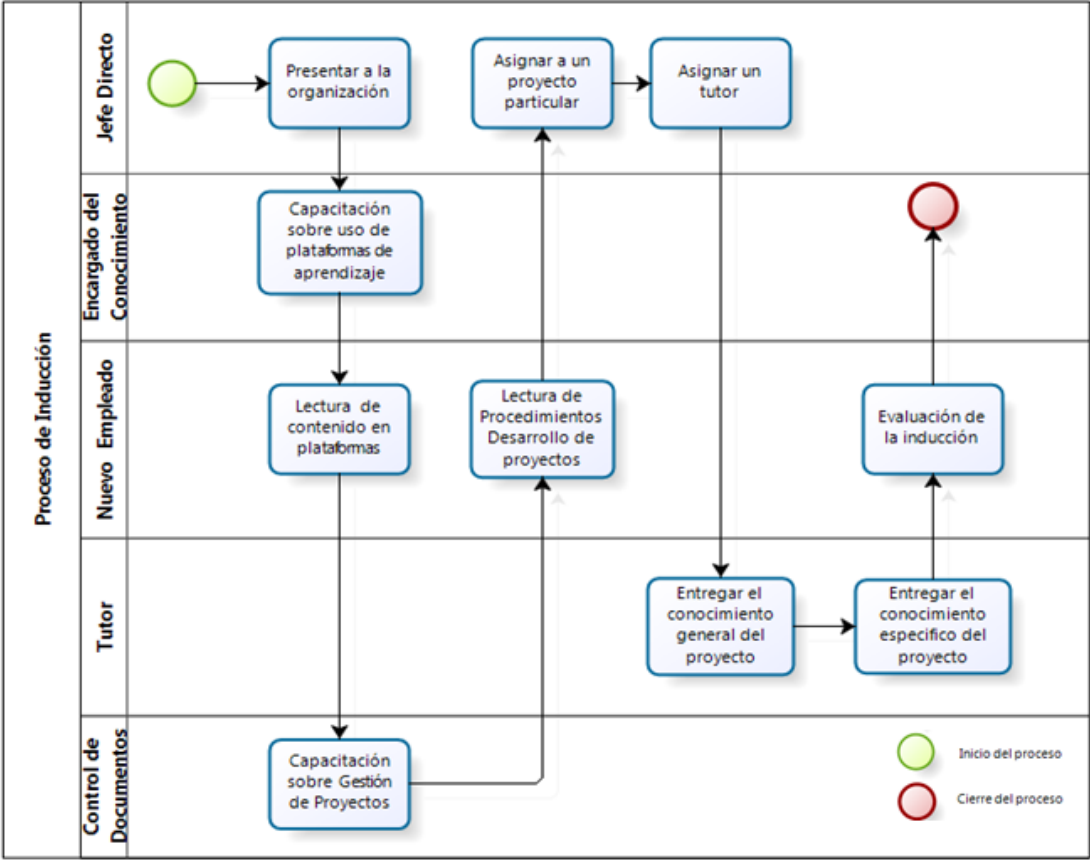 Proceso de Inducción
Jefe Directo
Presentar a la
organización
Asignar a un
proyecto
particular
Asignar un
tutor
Encargado del
Conocimiento
Capacitación
sobre uso de
plataformas de
aprendizaje
Nuevo Empleado
Lectura de
contenido en
plataformas
Lectura de
Procedimientos
Desarrollo de
proyectos
Evaluación de
la inducción
Tutor
Entregar el
conocimiento
general del
proyecto
Entregar el
conocimiento
especifico del
proyecto
Control de
Documentos
Capacitación
sobre Gestión
de Proyectos
Inicio del proceso
Cierre del proceso